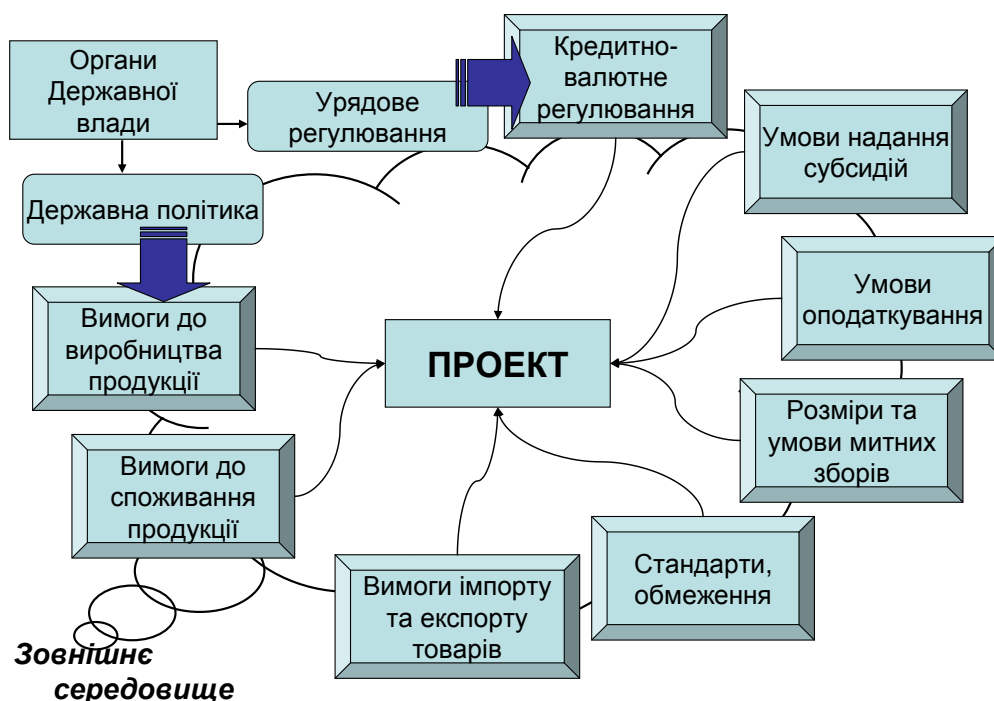 Органи
Державної
влади
Урядове
регулювання
Кредитно-
валютне
регулювання
Умови надання
субсидій
Державна політика
Умови
оподаткування
Вимоги до
виробництва
продукції
ПРОЕКТ
Розміри та
умови митних
зборів
Вимоги до
споживання
продукції
Стандарти,
обмеження
Вимоги імпорту
та експорту
товарів
Зовнішнє
середовище